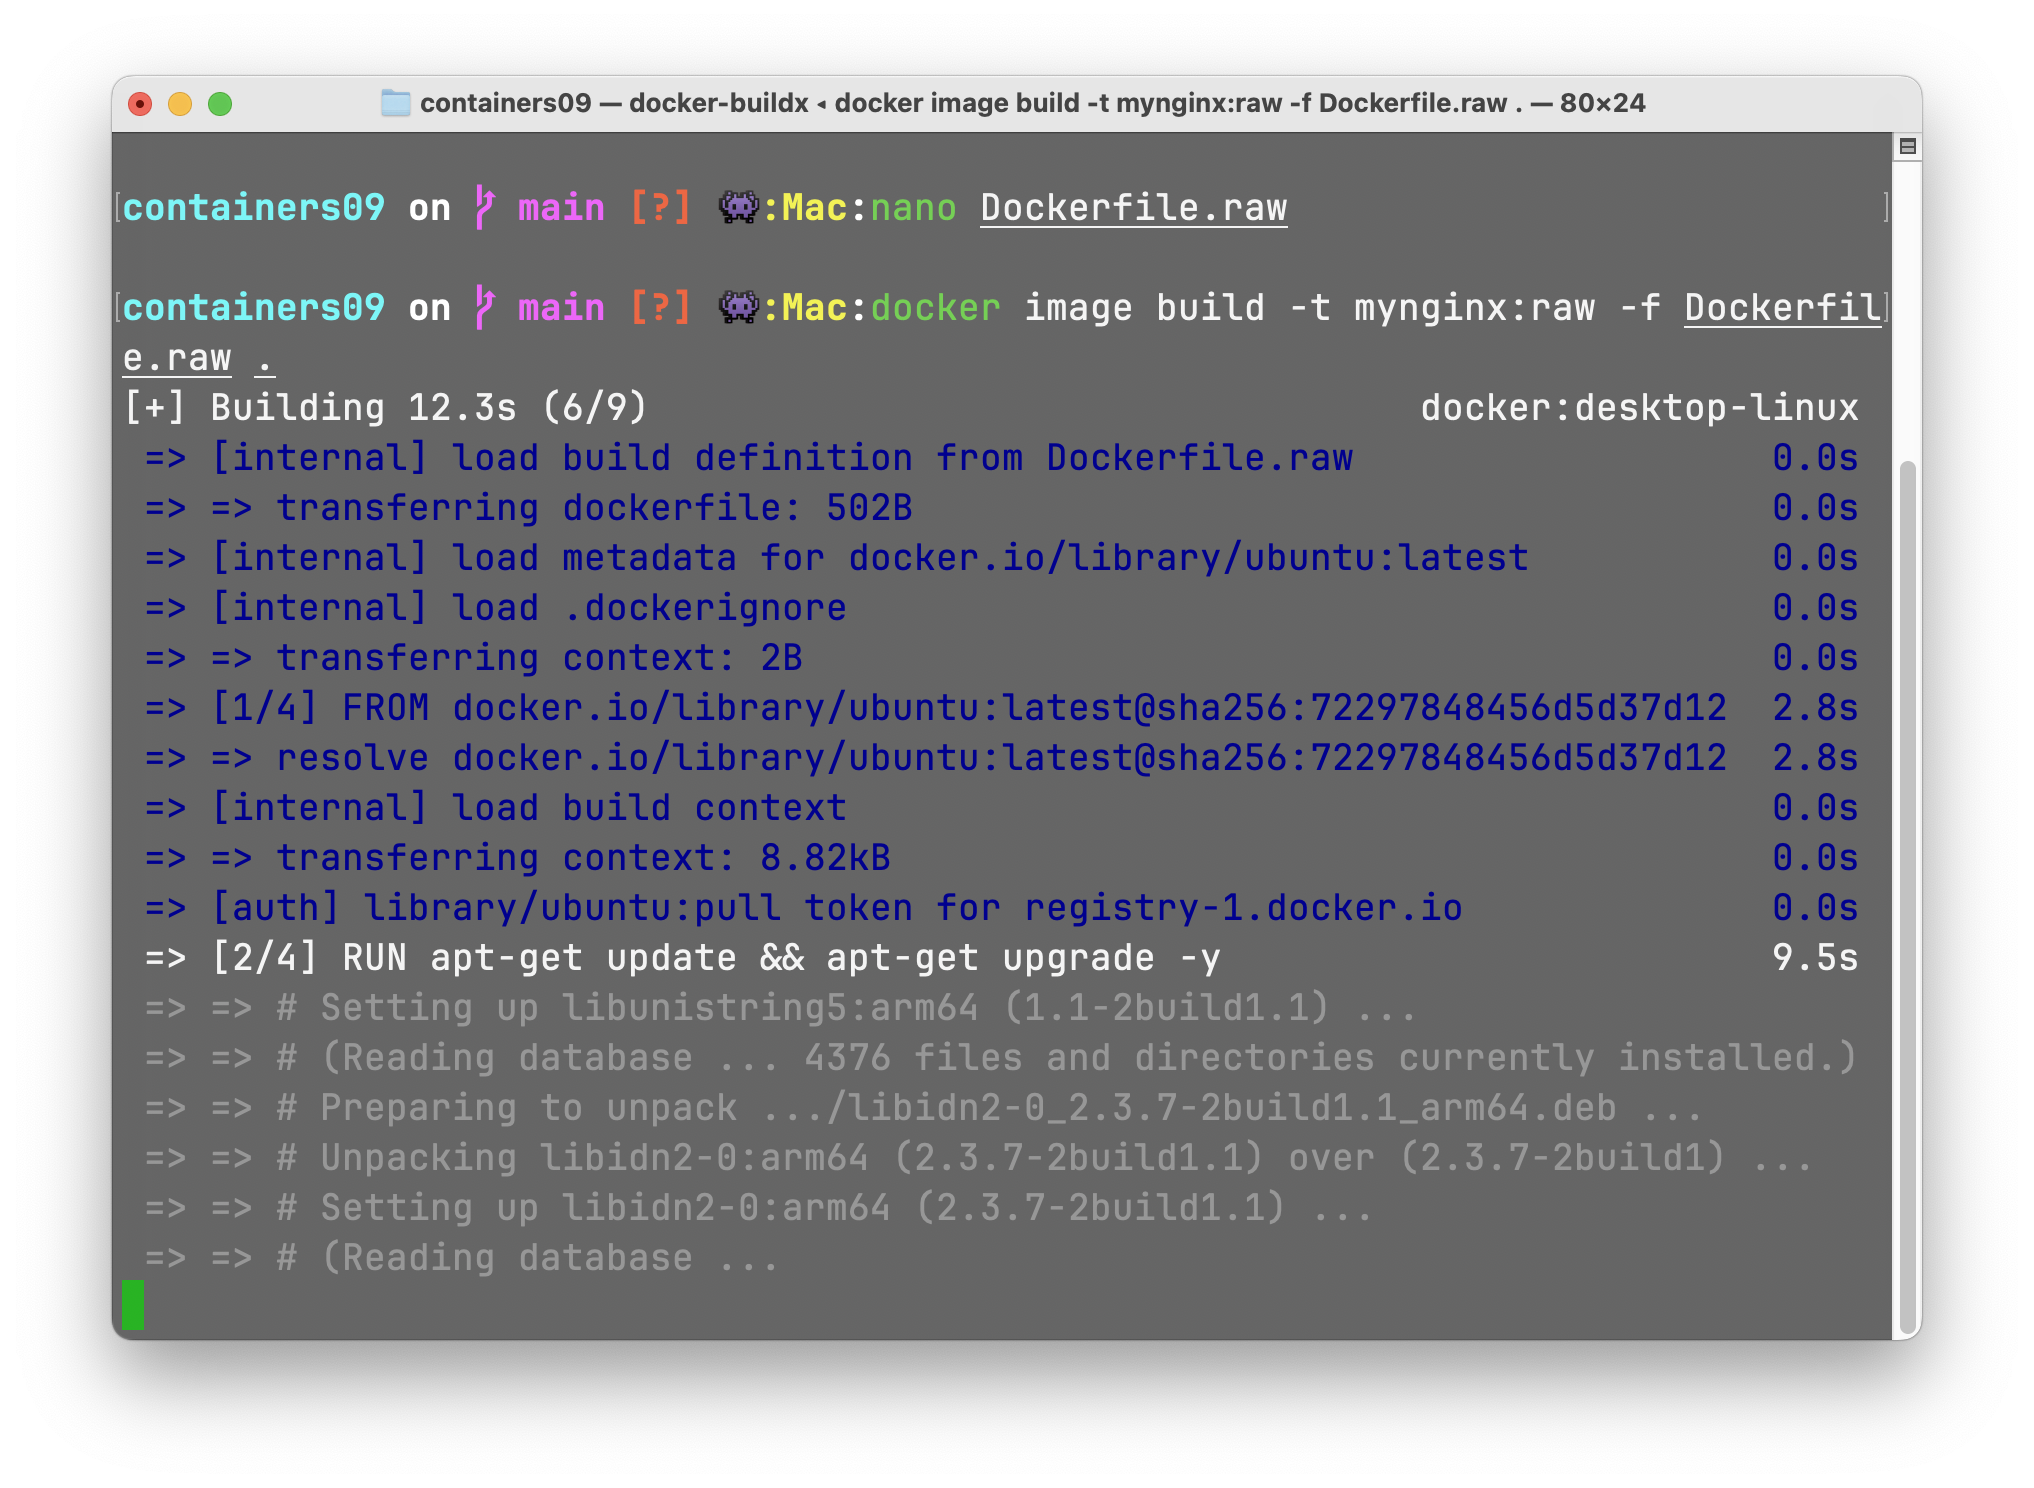 containers09 — docker-buildx ◂ docker image build -t mynginx:raw -f Dockerfile.raw . — 80×24
containers09 on main [?] 👾:Mac:nano Dockerfile.raw
containers09 on main [?] 👾:Mac:docker image build -t mynginx:raw -f Dockerfil
e.raw .
[+] Building 12.3s (6/9) docker:desktop-linux
=> [internal] load build definition from Dockerfile.raw 0.0s
=> => transferring dockerfile: 502B 0.0s
=> [internal] load metadata for docker.io/library/ubuntu:latest 0.0s
=> [internal] load .dockerignore 0.0s
=> => transferring context: 2B 0.0s
=> [1/4] FROM docker.io/library/ubuntu:latest@sha256:72297848456d5d37d12 2.8s
=> => resolve docker.io/library/ubuntu:latest@sha256:72297848456d5d37d12 2.8s
=> [internal] load build context 0.0s
=> => transferring context: 8.82kB 0.0s
=> [auth] library/ubuntu:pull token for registry-1.docker.io 0.0s
=> [2/4] RUN apt-get update && apt-get upgrade -y 9.5s
=> => # Setting up libunistring5:arm64 (1.1-2build1.1) ...
=> => # (Reading database ... 4376 files and directories currently installed.)
=> => # Preparing to unpack .../libidn2-0_2.3.7-2build1.1_arm64.deb ...
=> => # Unpacking libidn2-0:arm64 (2.3.7-2build1.1) over (2.3.7-2build1) ...
=> => # Setting up libidn2-0:arm64 (2.3.7-2build1.1) ...
=> => # (Reading database ...